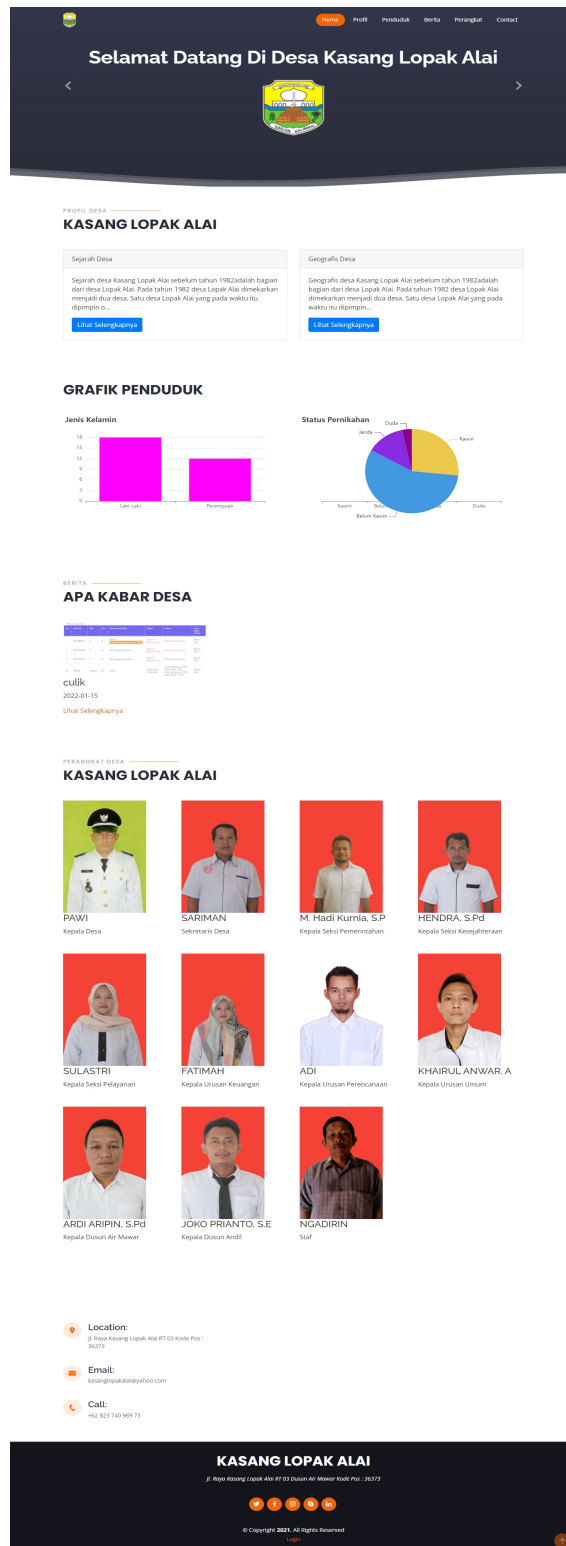 Home Profil Penduduk Berita Perangkat Contact
Selamat Datang Di Desa Kasang Lopak Alai
PROFIL DESA
KASANG LOPAK ALAI
Sejarah Desa
Sejarah desa Kasang Lopak Alai sebelum tahun 1982adalah bagian
dari desa Lopak Alai. Pada tahun 1982 desa Lopak Alai dimekarkan
menjadi dua desa. Satu desa Lopak Alai yang pada waktu itu
dipimpin o...
Lihat Selengkapnya
Geografis Desa
Geografis desa Kasang Lopak Alai sebelum tahun 1982adalah
bagian dari desa Lopak Alai. Pada tahun 1982 desa Lopak Alai
dimekarkan menjadi dua desa. Satu desa Lopak Alai yang pada
waktu itu dipimpin...
Lihat Selengkapnya
GRAFIK PENDUDUK
Jenis Kelamin
18
15
12
9
6
3
0
Laki-Laki Perempuan
Status Pernikahan
Duda
Janda
Kawin
Belum Kawin
Kawin Duda
BERITA
APA KABAR DESA
culik
2022-01-15
Lihat Selengkapnya
PERANGKAT DESA
KASANG LOPAK ALAI
PAWI
Kepala Desa
SARIMAN
Sekretaris Desa
M. Hadi Kurnia, S.P
Kepala Seksi Pemerintahan
HENDRA, S.Pd
Kepala Seksi Kesejahteraan
SULASTRI
Kepala Seksi Pelayanan
FATIMAH
Kepala Urusan Keuangan
ADI
Kepala Urusan Perencanaan
KHAIRUL ANWAR. A
Kepala Urusan Umum
ARDI ARIPIN, S.Pd
Kepala Dusun Air Mawar
JOKO PRIANTO, S.E
Kepala Dusun Andil
NGADIRIN
Staf
Location:
Jl. Raya Kasang Lopak Alai RT 03 Kode Pos :
36373
Email:
kasanglopakalai@yahoo.com
Call:
+62 823 740 969 73
KASANG LOPAK ALAI
Jl. Raya Kasang Lopak Alai RT 03 Dusun Air Mawar Kode Pos : 36373
© Copyright 2021. All Rights Reserved
Login